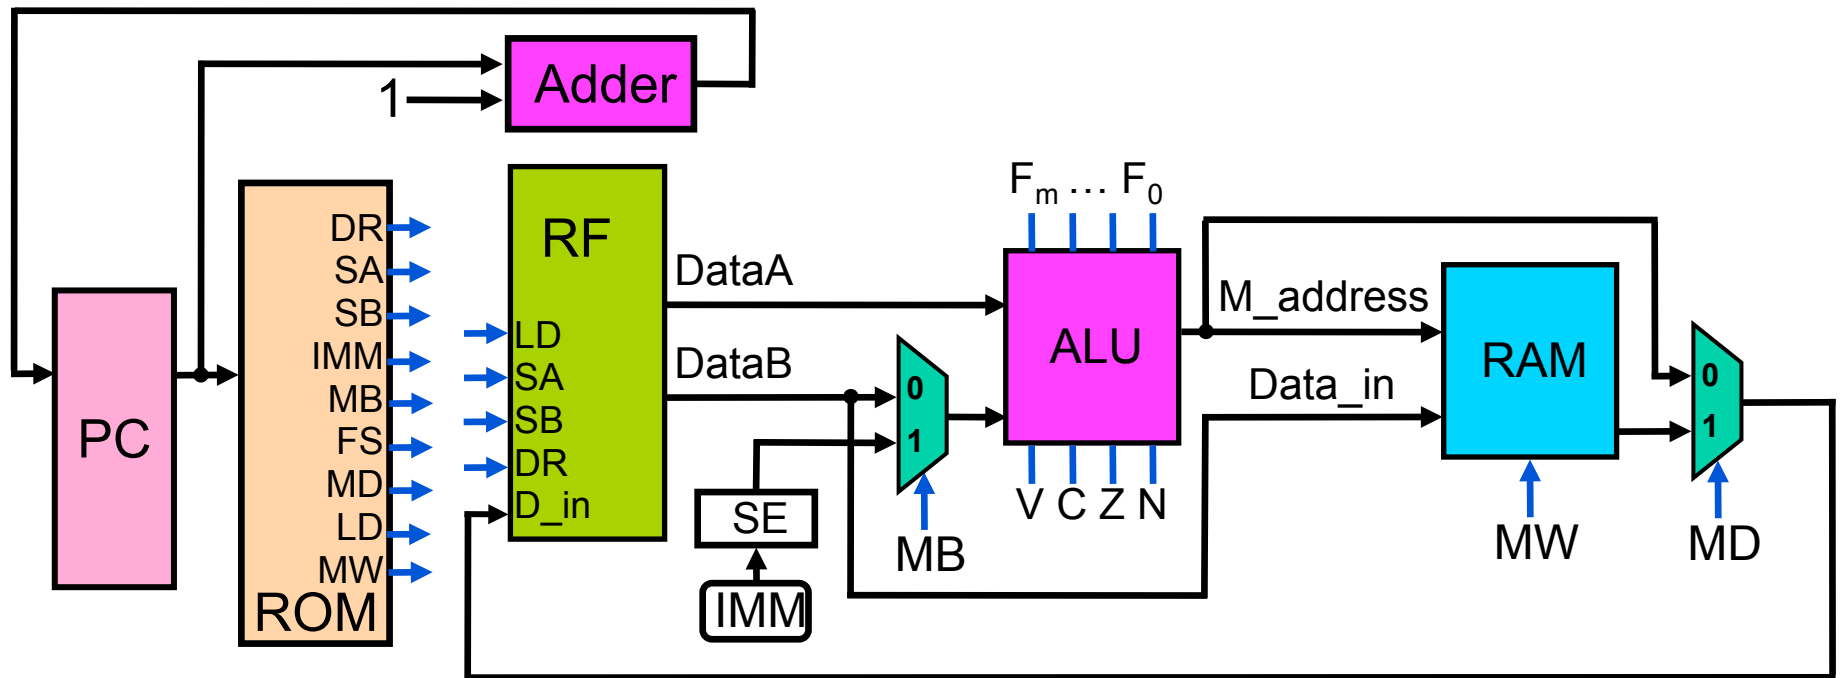 Adder
1
DR
SA
SB
IMM
MB
FS
MD
LD
MW
ROM
PC
RF
LD
SA
SB
DR
D_in
DataA
DataB
0
1
SE
IMM
MB
Fm … F0
ALU
V C Z N
M_address
Data_in
RAM
MW
0
1
MD